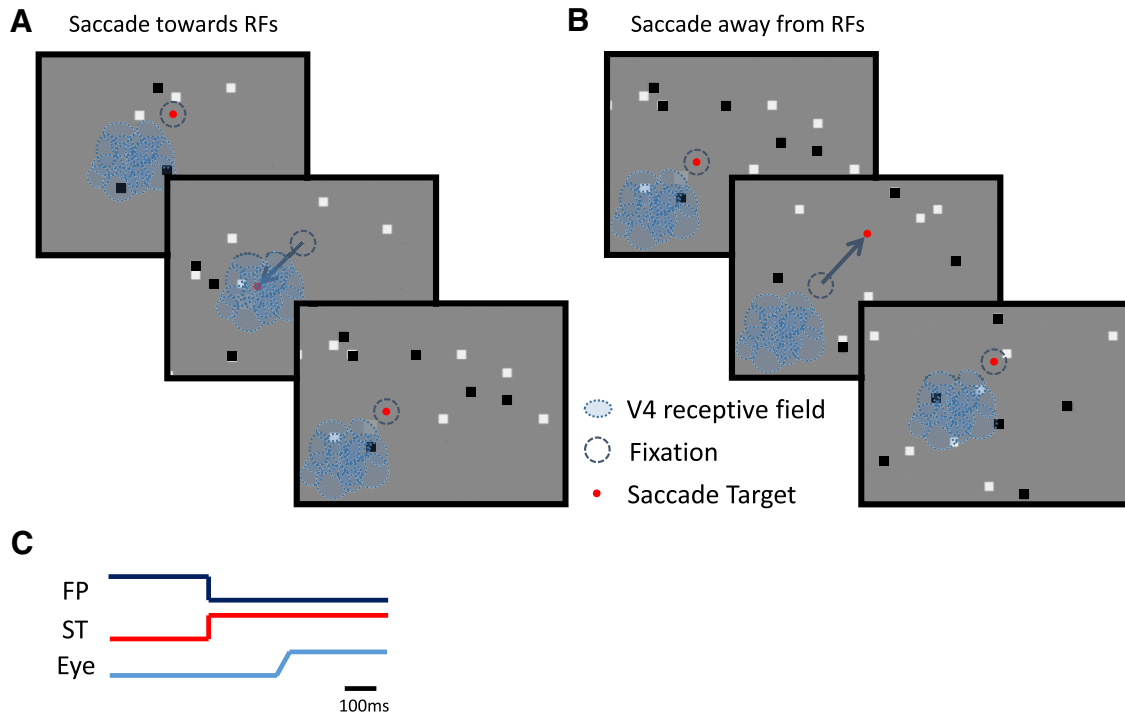 A
Saccade towards RFs
B
Saccade away from RFs
V4 receptive field
Fixation
Saccade Target
C
FP
ST
Eye
100ms